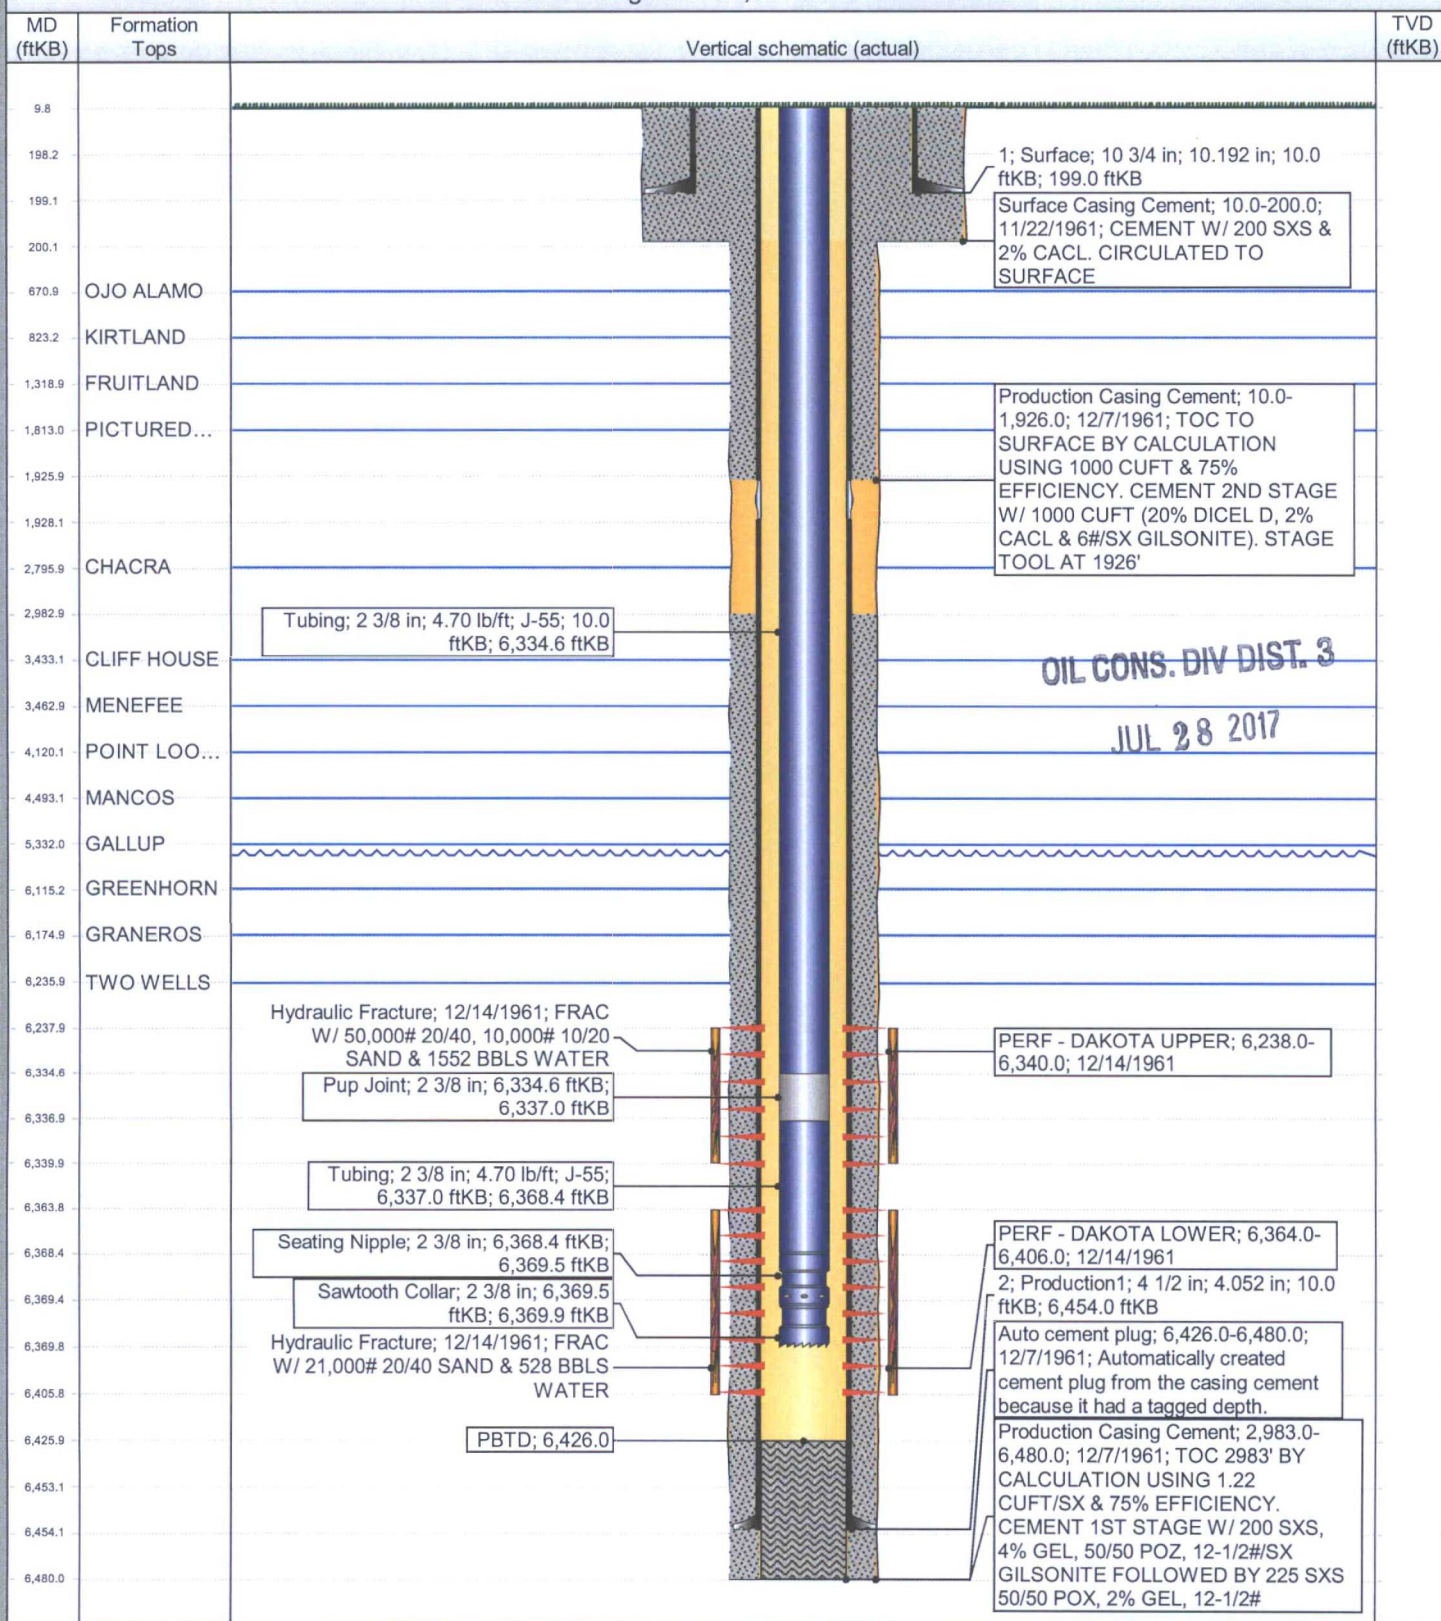 MD
(ftKB)
Formation
Tops
Vertical schematic (actual)
TVD
(ftKB)
9.8
198.2
199.1
200.1
670.9 OJO ALAMO
823.2 KIRTLAND
1,318.9 FRUITLAND
1,813.0 PICTURED...
1,925.9
1,928.1
2,795.9 CHACRA
2,982.9
3,433.1 CLIFF HOUSE
3,462.9 MENEFEE
4,120.1 POINT LOO...
4,493.1 MANCOS
5,332.0 GALLUP
6,115.2 GREENHORN
6,174.9 GRANEROS
6,235.9 TWO WELLS
6,237.9
6,334.6
6,336.9
6,339.9
6,363.8
6,368.4
6,369.4
6,369.8
6,405.8
6,425.9
6,453.1
6,454.1
6,480.0
Tubing; 2 3/8 in; 4.70 lb/ft; J-55; 10.0
ftKB; 6,334.6 ftKB
Hydraulic Fracture; 12/14/1961; FRAC
W/ 50,000# 20/40, 10,000# 10/20
SAND & 1552 BBLS WATER
Pup Joint; 2 3/8 in; 6,334.6 ftKB;
6,337.0 ftKB
Tubing; 2 3/8 in; 4.70 lb/ft; J-55;
6,337.0 ftKB; 6,368.4 ftKB
Seating Nipple; 2 3/8 in; 6,368.4 ftKB;
6,369.5 ftKB
Sawtooth Collar; 2 3/8 in; 6,369.5
ftKB; 6,369.9 ftKB
Hydraulic Fracture; 12/14/1961; FRAC
W/ 21,000# 20/40 SAND & 528 BBLS
WATER
PBTD; 6,426.0
1; Surface; 10 3/4 in; 10.192 in; 10.0
ftKB; 199.0 ftKB
Surface Casing Cement; 10.0-200.0;
11/22/1961; CEMENT W/ 200 SXS &
2% CACL. CIRCULATED TO
SURFACE
Production Casing Cement; 10.0-
1,926.0; 12/7/1961; TOC TO
SURFACE BY CALCULATION
USING 1000 CUFT & 75%
EFFICIENCY. CEMENT 2ND STAGE
W/ 1000 CUFT (20% DICEL D, 2%
CACL & 6#/SX GILSONITE). STAGE
TOOL AT 1926'
OIL CONS. DIV DIST. 3
JUL 28 2017
PERF - DAKOTA UPPER; 6,238.0-
6,340.0; 12/14/1961
PERF - DAKOTA LOWER; 6,364.0-
6,406.0; 12/14/1961
2; Production1; 4 1/2 in; 4.052 in; 10.0
ftKB; 6,454.0 ftKB
Auto cement plug; 6,426.0-6,480.0;
12/7/1961; Automatically created
cement plug from the casing cement
because it had a tagged depth.
Production Casing Cement; 2,983.0-
6,480.0; 12/7/1961; TOC 2983' BY
CALCULATION USING 1.22
CUFT/SX & 75% EFFICIENCY.
CEMENT 1ST STAGE W/ 200 SXS,
4% GEL, 50/50 POZ, 12-1/2#/SX
GILSONITE FOLLOWED BY 225 SXS
50/50 POX, 2% GEL, 12-1/2#